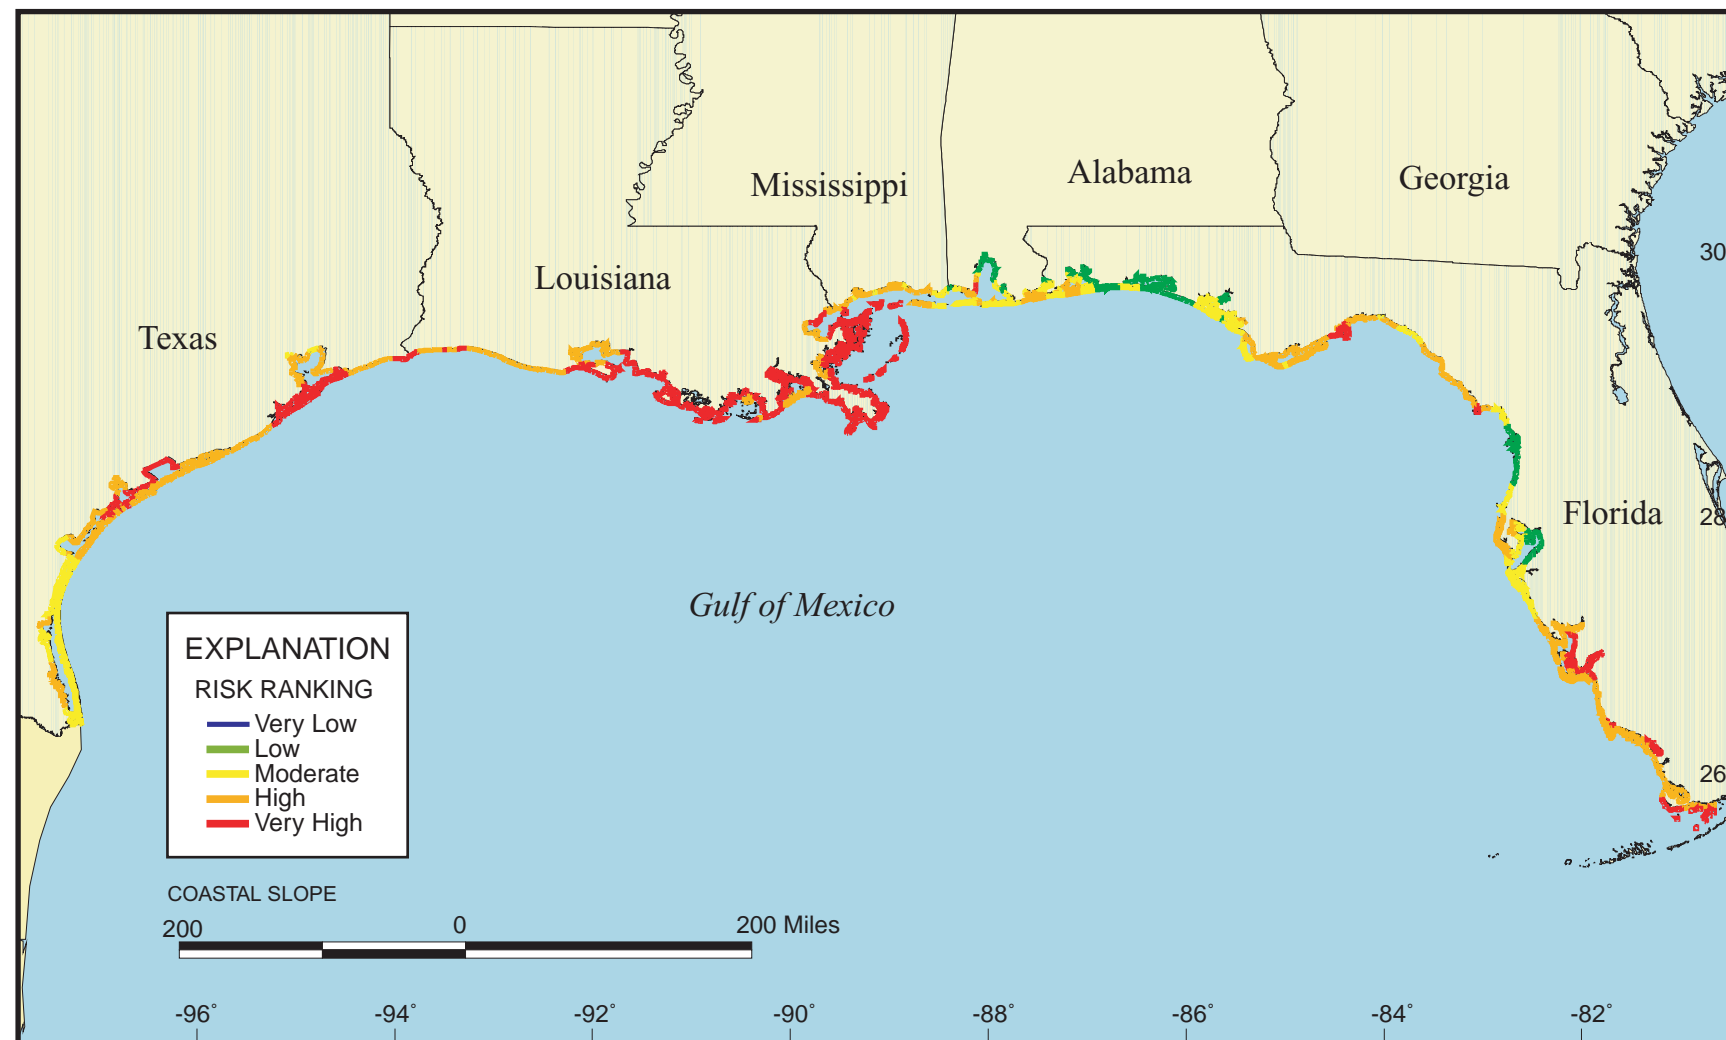 Mississippi
Alabama
Georgia
30
Louisiana
Texas
28
Florida
Gulf of Mexico
EXPLANATION
RISK RANKING
Very Low
Low
Moderate
High
Very High
26
COASTAL SLOPE
200 0 200 Miles
-96° -94° -92° -90° -88° -86° -84° -82°